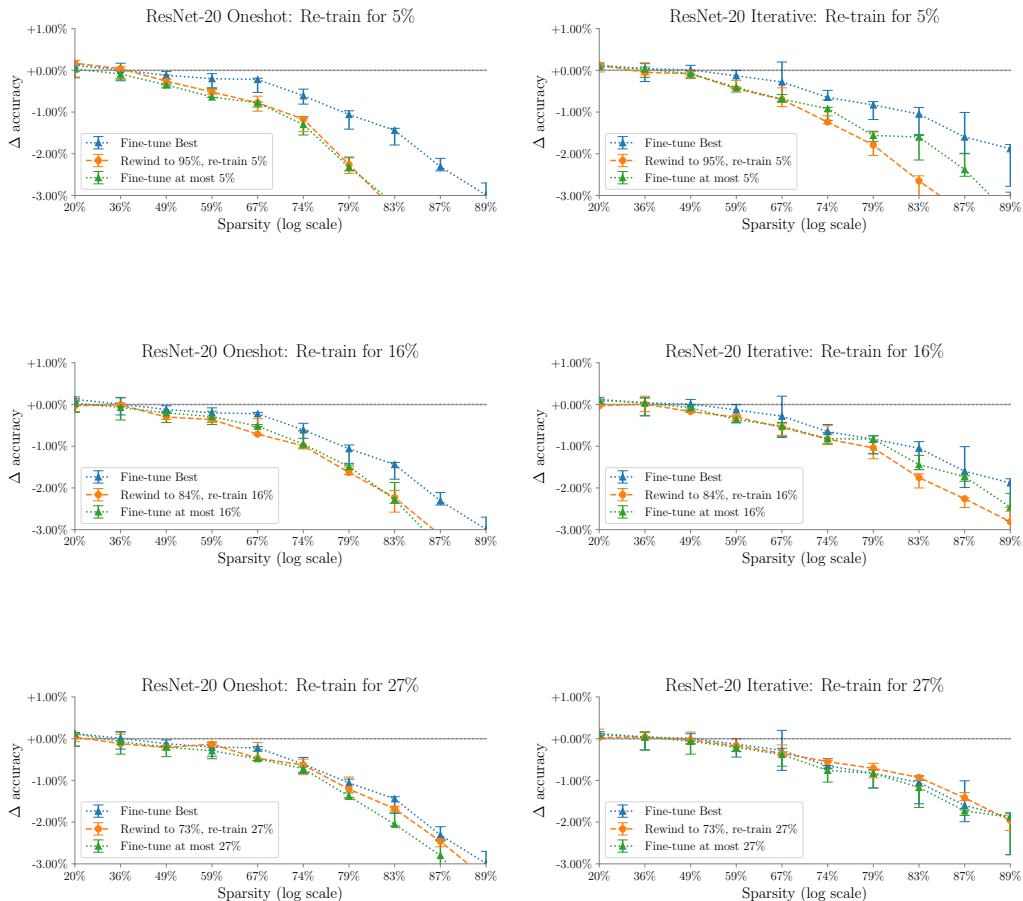 ResNet-20 Oneshot: Re-train for 5%
+1.00%
+0.00%
-1.00%
-2.00%
-3.00%
Δ accuracy
Fine-tune Best
Rewind to 95%, re-train 5%
Fine-tune at most 5%
20% 36% 49% 59% 67% 74% 79% 83% 87% 89%
Sparsity (log scale)
ResNet-20 Iterative: Re-train for 5%
+1.00%
+0.00%
-1.00%
-2.00%
-3.00%
Δ accuracy
Fine-tune Best
Rewind to 95%, re-train 5%
Fine-tune at most 5%
20% 36% 49% 59% 67% 74% 79% 83% 87% 89%
Sparsity (log scale)
ResNet-20 Oneshot: Re-train for 16%
+1.00%
+0.00%
-1.00%
-2.00%
-3.00%
Δ accuracy
Fine-tune Best
Rewind to 84%, re-train 16%
Fine-tune at most 16%
20% 36% 49% 59% 67% 74% 79% 83% 87% 89%
Sparsity (log scale)
ResNet-20 Iterative: Re-train for 16%
+1.00%
+0.00%
-1.00%
-2.00%
-3.00%
Δ accuracy
Fine-tune Best
Rewind to 84%, re-train 16%
Fine-tune at most 16%
20% 36% 49% 59% 67% 74% 79% 83% 87% 89%
Sparsity (log scale)
ResNet-20 Oneshot: Re-train for 27%
+1.00%
+0.00%
-1.00%
-2.00%
-3.00%
Δ accuracy
Fine-tune Best
Rewind to 73%, re-train 27%
Fine-tune at most 27%
20% 36% 49% 59% 67% 74% 79% 83% 87% 89%
Sparsity (log scale)
ResNet-20 Iterative: Re-train for 27%
+1.00%
+0.00%
-1.00%
-2.00%
-3.00%
Δ accuracy
Fine-tune Best
Rewind to 73%, re-train 27%
Fine-tune at most 27%
20% 36% 49% 59% 67% 74% 79% 83% 87% 89%
Sparsity (log scale)